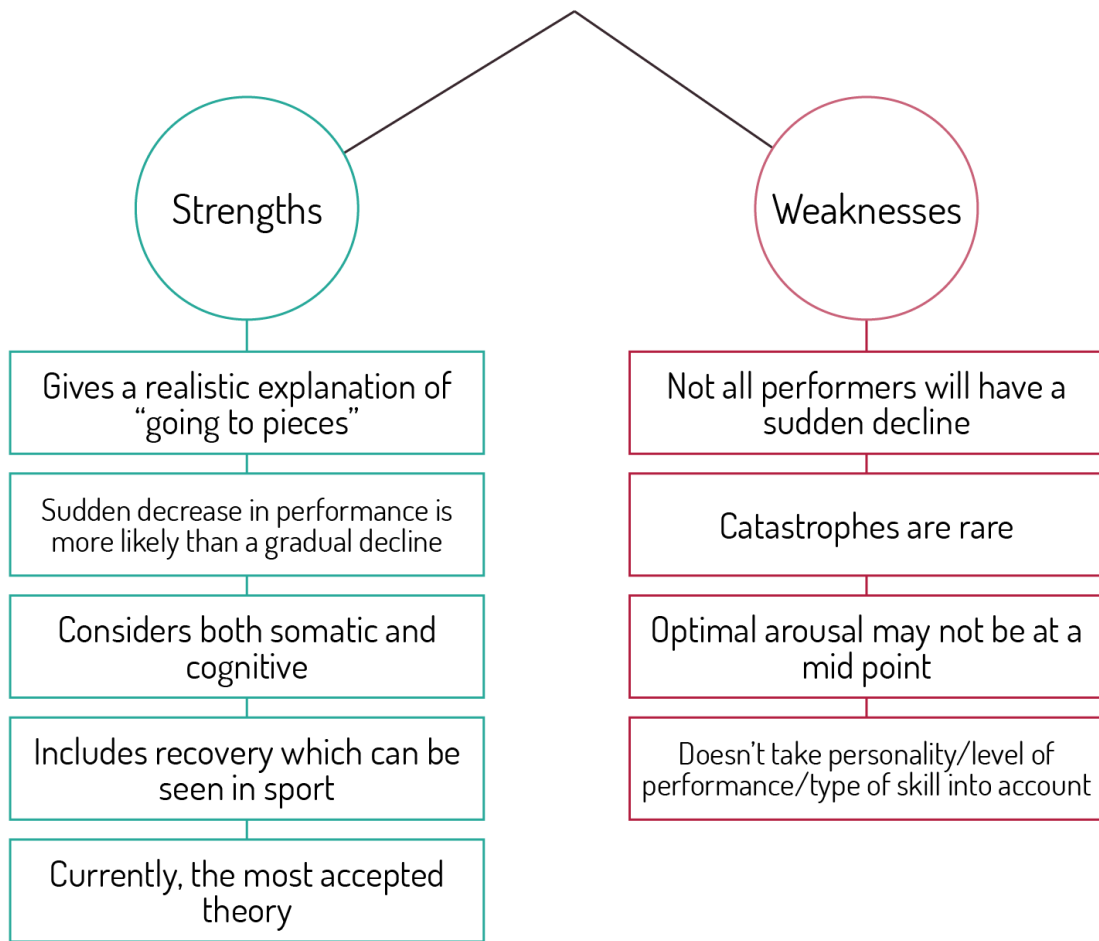 Strengths
Gives a realistic explanation of
“going to pieces”
Sudden decrease in performance is
more likely than a gradual decline
Considers both somatic and
cognitive
Includes recovery which can be
seen in sport
Currently, the most accepted
theory
Weaknesses
Not all performers will have a
sudden decline
Catastrophes are rare
Optimal arousal may not be at a
mid point
Doesn't take personality/level of
performance/type of skill into account